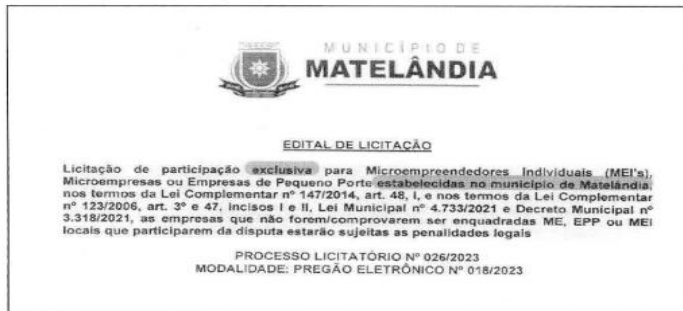 MUNICÍPIO DE
MATELÂNDIA
EDITAL DE LICITAÇÃO
Licitação de participação exclusiva para Microempreendedores Individuais (MEI's),
Microempresas ou Empresas de Pequeno Porte estabelecidas no município de Matelândia,
nos termos da Lei Complementar nº 147/2014, art. 48, I, e nos termos da Lei Complementar
nº 123/2006, art. 3º e 47, incisos I e II, Lei Municipal nº 4.733/2021 e Decreto Municipal nº
3.318/2021, as empresas que não forem/comprovarem ser enquadradas ME, EPP ou MEI
locais que participarem da disputa estarão sujeitas as penalidades legais
PROCESSO LICITATÓRIO Nº 026/2023
MODALIDADE: PREGÃO ELETRÔNICO Nº 018/2023